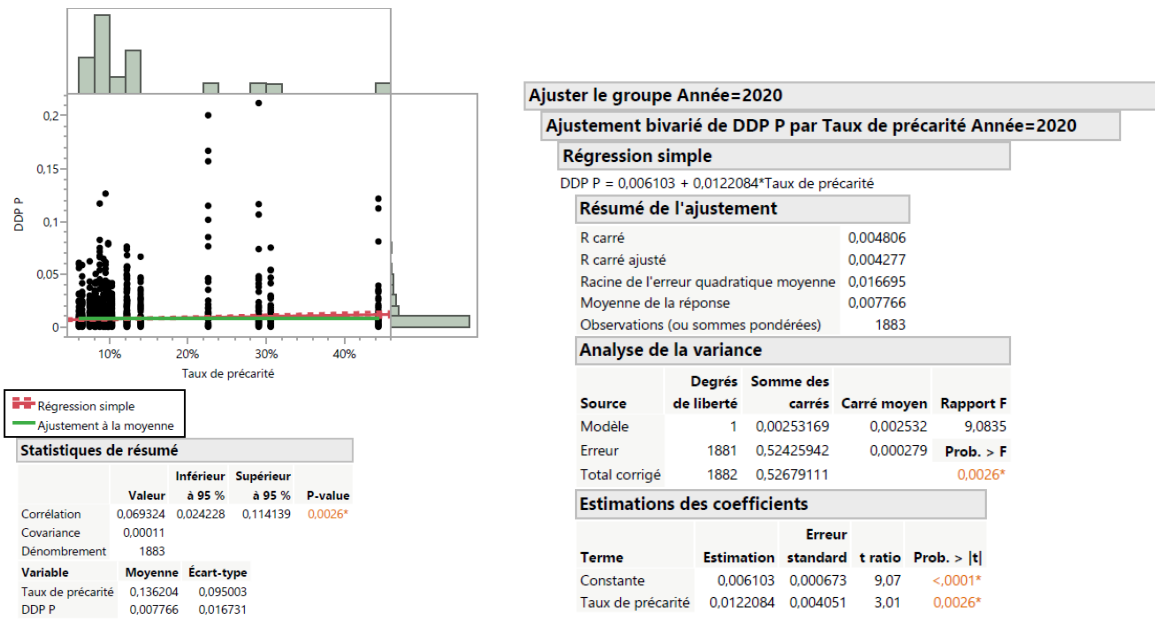 0,2
0,15
0,1
0,05
0
DDP P
10% 20% 30% 40%
Taux de précarité
Régression simple
Ajustement à la moyenne
Statistiques de résumé
Inférieur Supérieur
Valeur à 95 % à 95 % P-value
Corrélation 0,069324 0,024228 0,114139 0,0026*
Covariance 0,00011
Dénombrement 1883
Variable Moyenne Écart-type
Taux de précarité 0,136204 0,095003
DDP P 0,007766 0,016731
Ajuster le groupe Année=2020
Ajustement bivarié de DDP P par Taux de précarité Année=2020
Régression simple
DDP P = 0,006103 + 0,0122084*Taux de précarité
Résumé de l'ajustement
R carré 0,004806
R carré ajusté 0,004277
Racine de l'erreur quadratique moyenne 0,016695
Moyenne de la réponse 0,007766
Observations (ou sommes pondérées) 1883
Analyse de la variance
Degrés Somme des
Source de liberté carrés Carré moyen Rapport F
Modèle 1 0,00253169 0,002532 9,0835
Erreur 1881 0,52425942 0,000279 Prob. > F
Total corrigé 1882 0,52679111 0,0026*
Estimations des coefficients
Erreur
Terme Estimation standard t ratio Prob. > |t|
Constante 0,006103 0,000673 9,07 <,0001*
Taux de précarité 0,0122084 0,004051 3,01 0,0026*